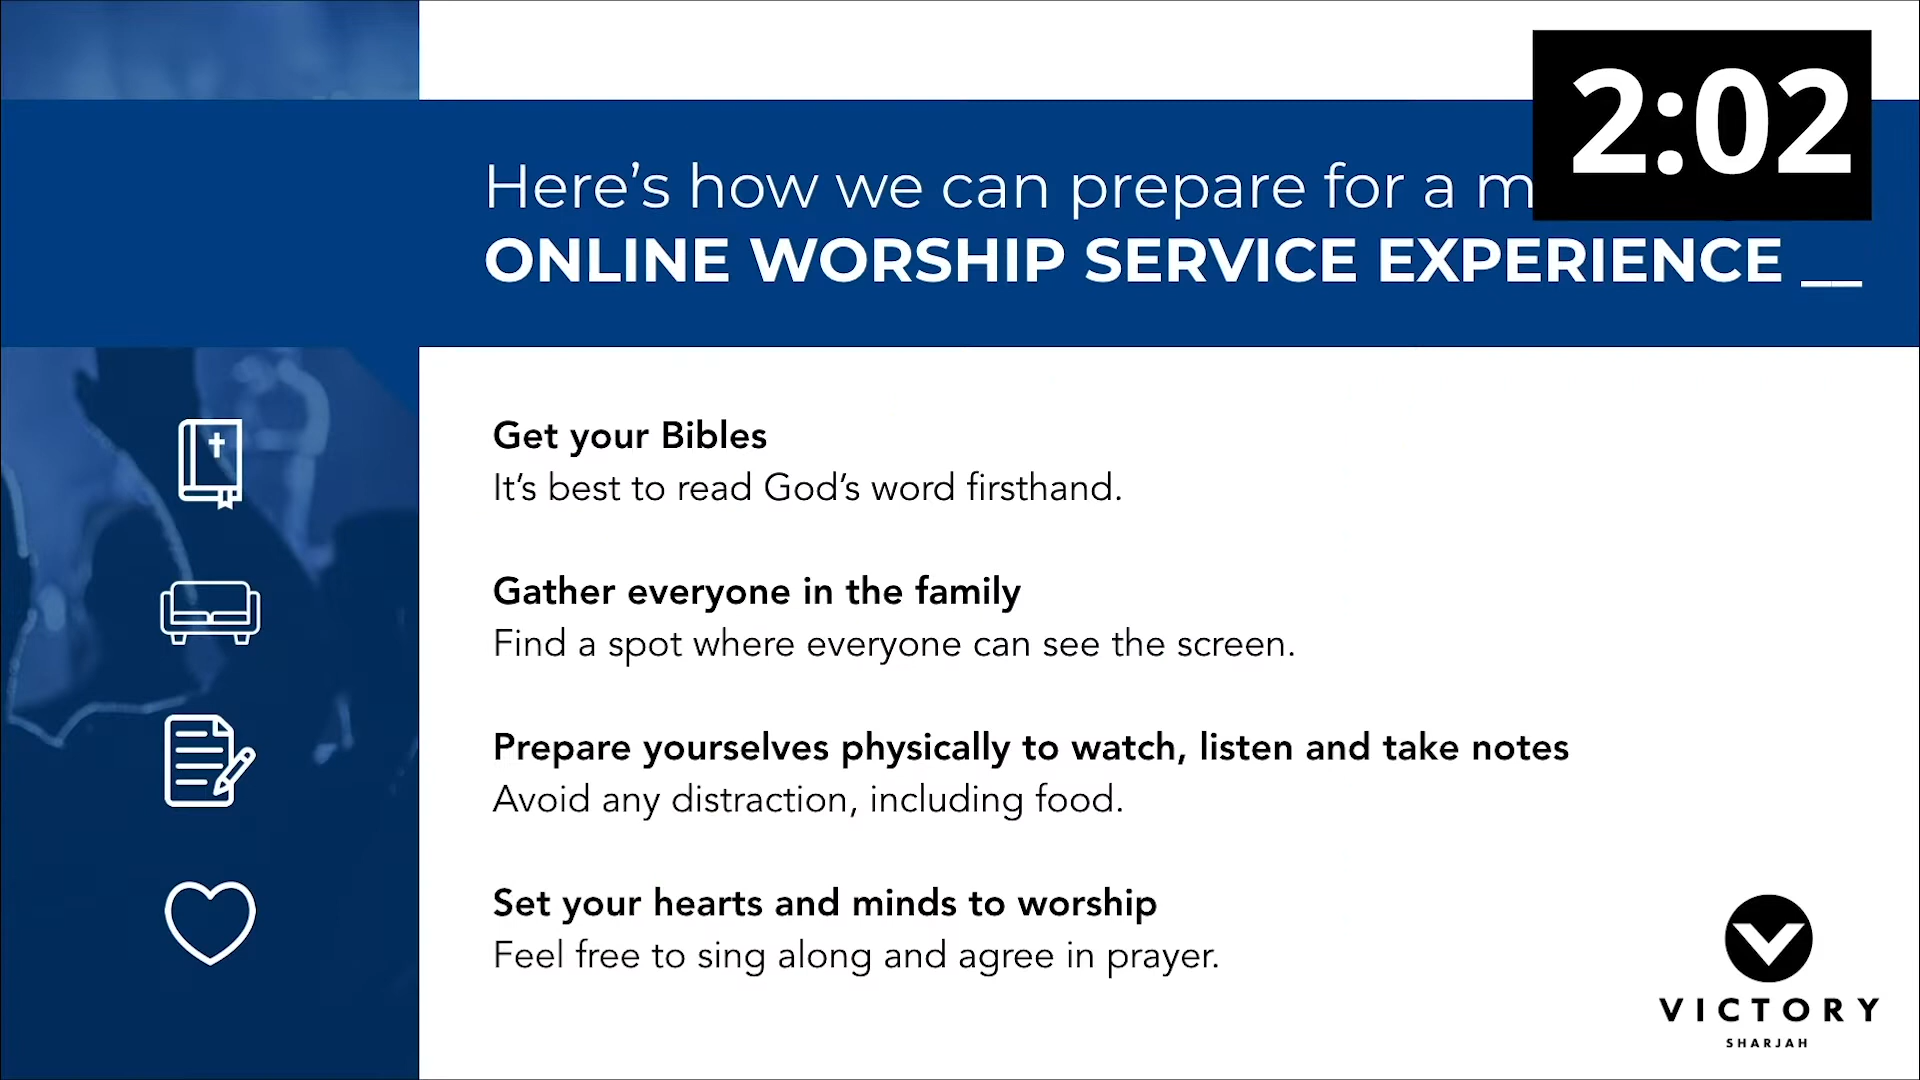 2:02
Here's how we can prepare for a
ONLINE WORSHIP SERVICE EXPERIENCE __
Get your Bibles
It's best to read God's word firsthand.
Gather everyone in the family
Find a spot where everyone can see the screen.
Prepare yourselves physically to watch, listen and take notes
Avoid any distraction, including food.
Set your hearts and minds to worship
Feel free to sing along and agree in prayer.
VICTORY
SHARJAH